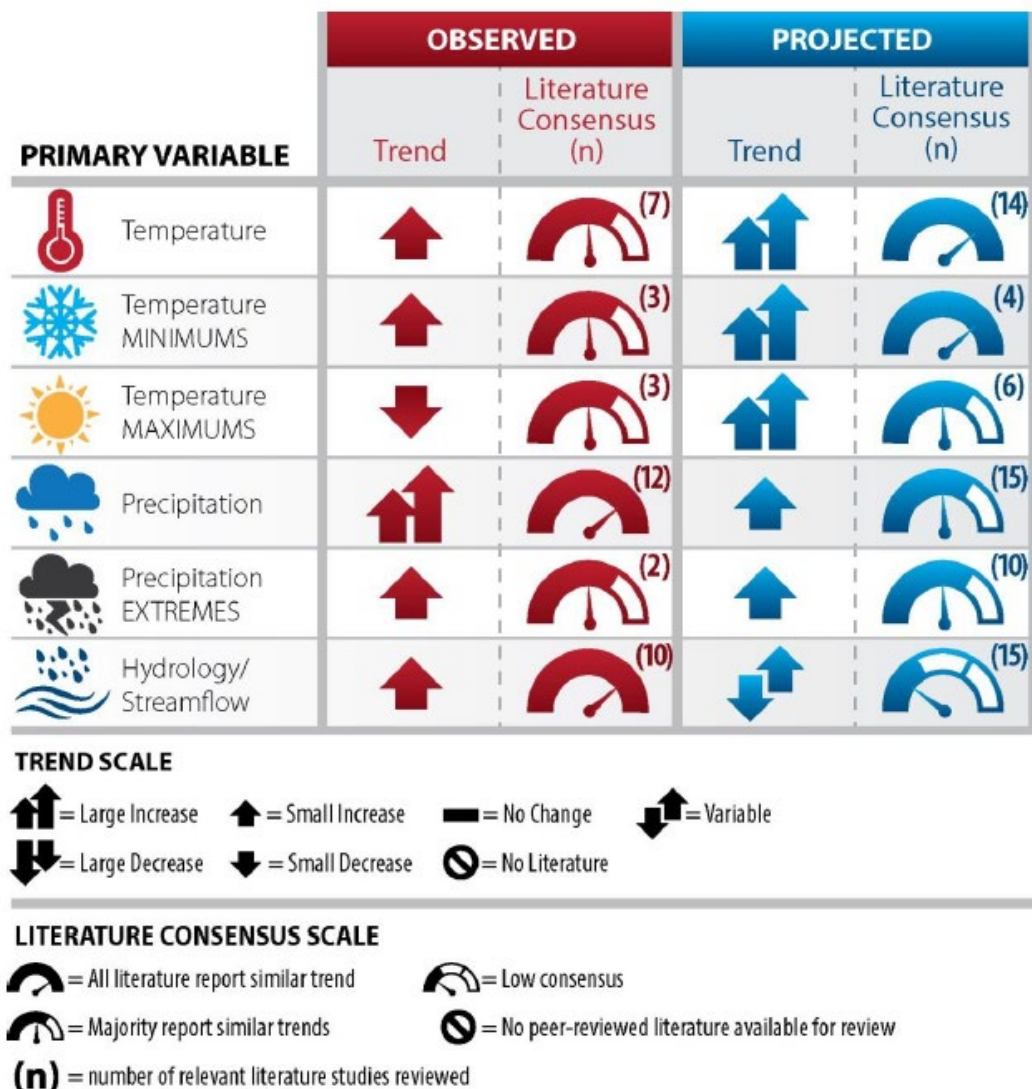 OBSERVED PROJECTED
PRIMARY VARIABLE
Trend
Literature
Consensus
(n)
Trend
Literature
Consensus
(n)
Temperature (7) (14)
Temperature
MINIMUMS
(3) (4)
Temperature
MAXIMUMS
(3) (6)
Precipitation (12) (15)
Precipitation
EXTREMES
(2) (10)
Hydrology/
Streamflow
(10) (15)
TREND SCALE
= Large Increase = Small Increase = No Change = Variable
= Large Decrease = Small Decrease = No Literature
LITERATURE CONSENSUS SCALE
= All literature report similar trend = Low consensus
= Majority report similar trends = No peer-reviewed literature available for review
(n) = number of relevant literature studies reviewed